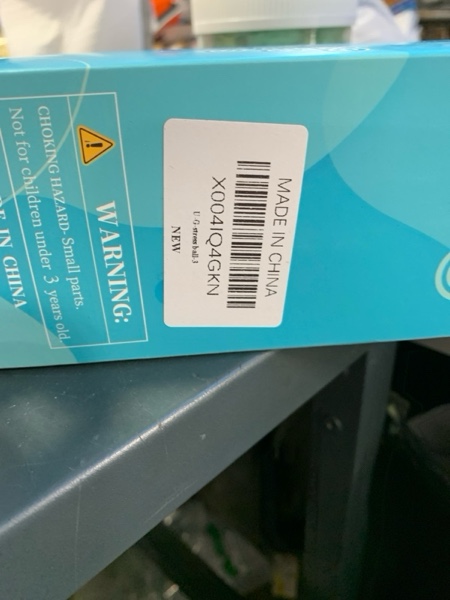 MADE IN CHINA
X004IQ4GKN
NEW
WARNING:
CHOKING HAZARD- Small parts.
Not for children under 3 years old.
IN CHINA